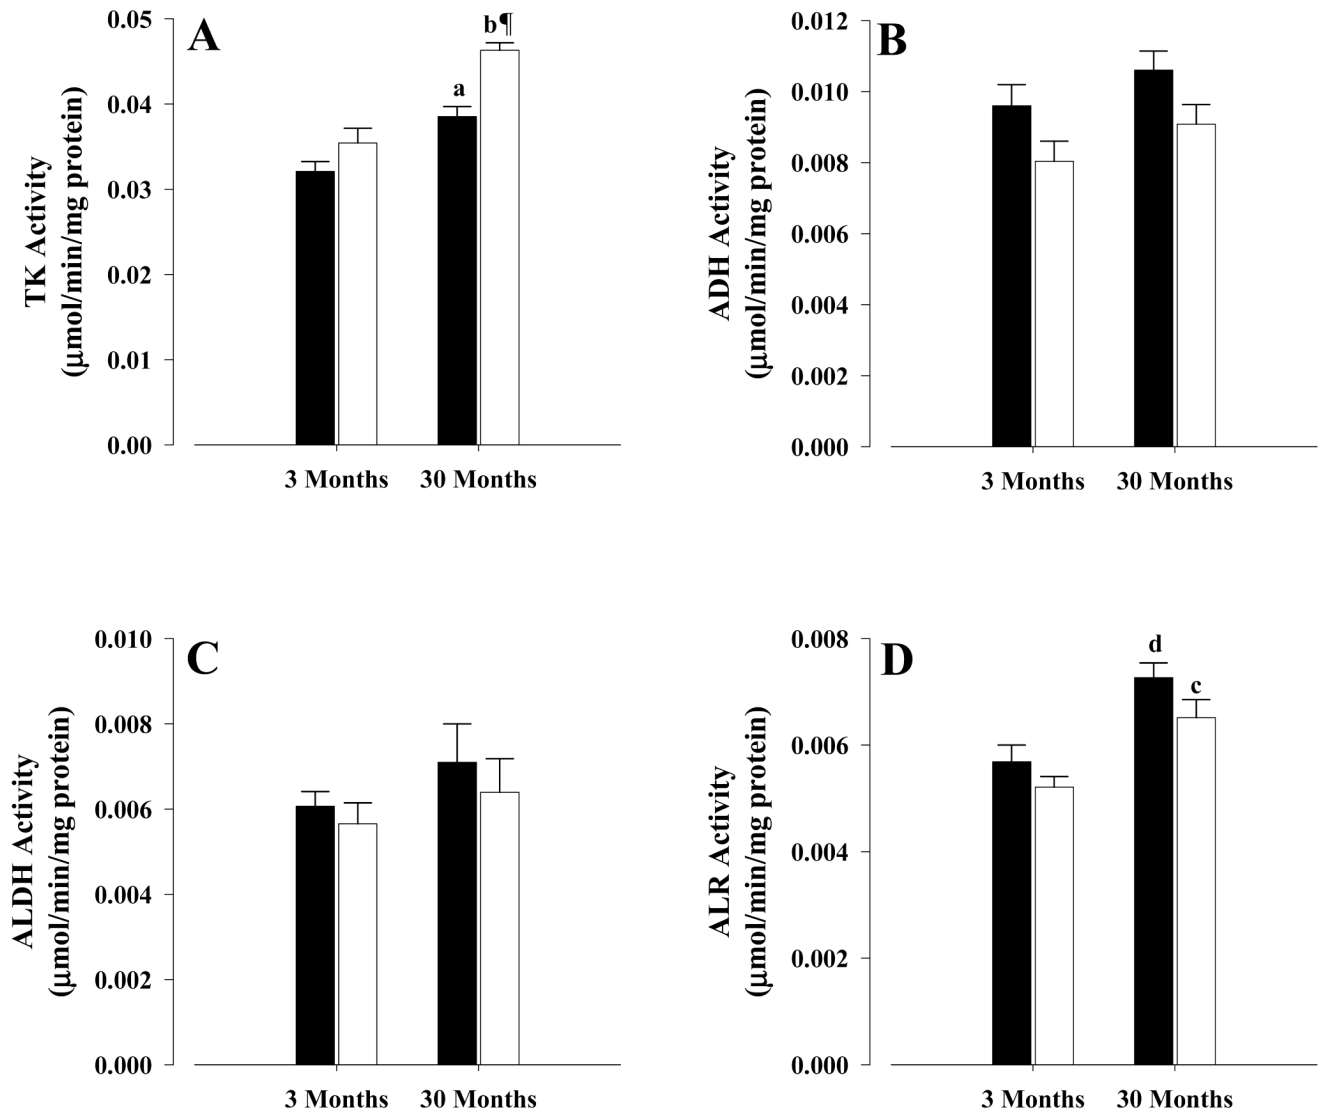 A
TK Activity
(μmol/min/mg protein)
0.05
0.04
0.03
0.02
0.01
0.00
a
b¶
3 Months 30 Months
B
ADH Activity
(μmol/min/mg protein)
0.012
0.010
0.008
0.006
0.004
0.002
0.000
3 Months 30 Months
C
ALDH Activity
(μmol/min/mg protein)
0.010
0.008
0.006
0.004
0.002
0.000
3 Months 30 Months
D
ALR Activity
(μmol/min/mg protein)
0.008
0.006
0.004
0.002
0.000
d
c
3 Months 30 Months